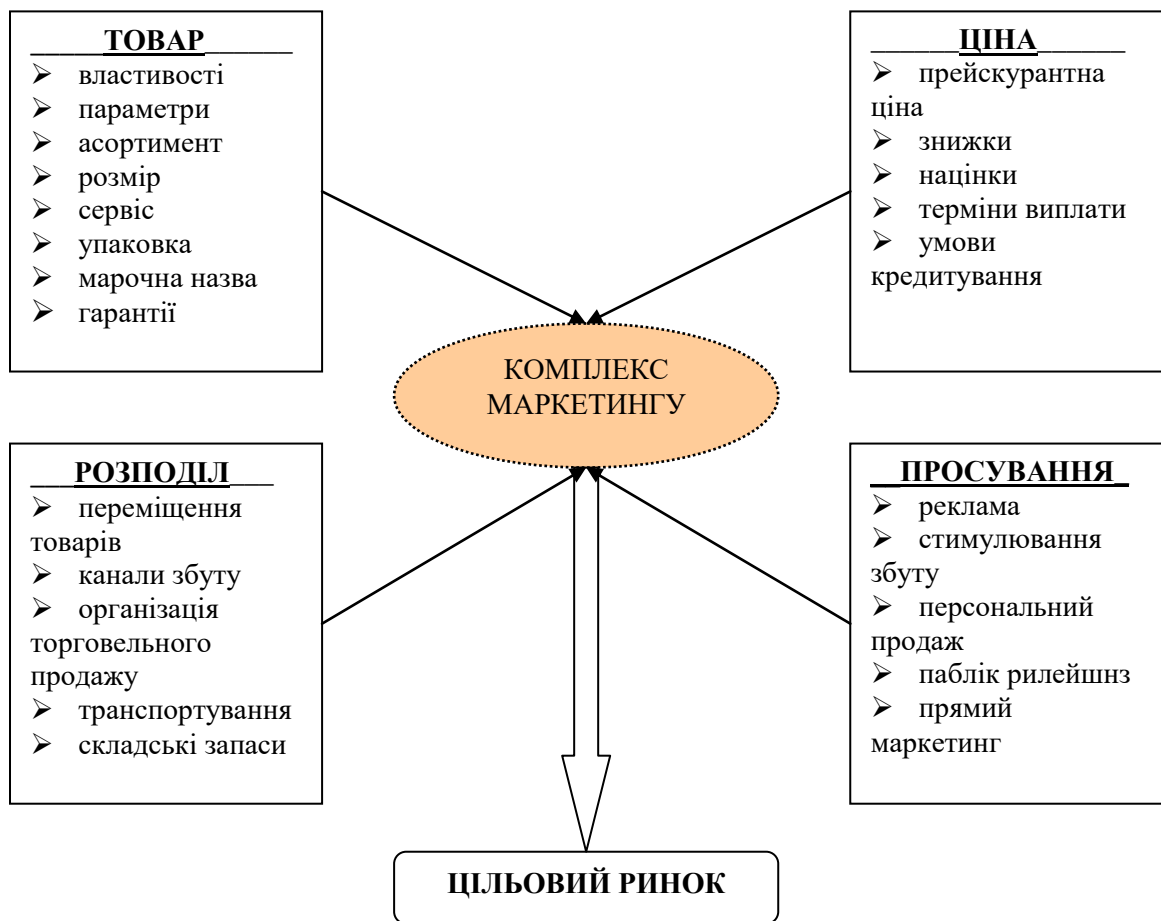 ТОВАР
➢ властивості
➢ параметри
➢ асортимент
➢ розмір
➢ сервіс
➢ упаковка
➢ марочна назва
➢ гарантії
ЦІНА
➢ прейскурантна
ціна
➢ знижки
➢ націнки
➢ терміни виплати
➢ умови
кредитування
КОМПЛЕКС
МАРКЕТИНГУ
РОЗПОДІЛ
➢ переміщення
товарів
➢ канали збуту
➢ організація
торговельного
продажу
➢ транспортування
➢ складські запаси
ПРОСУВАННЯ
➢ реклама
➢ стимулювання
збуту
➢ персональний
продаж
➢ паблік рилейшнз
➢ прямий
маркетинг
ЦІЛЬОВИЙ РИНОК